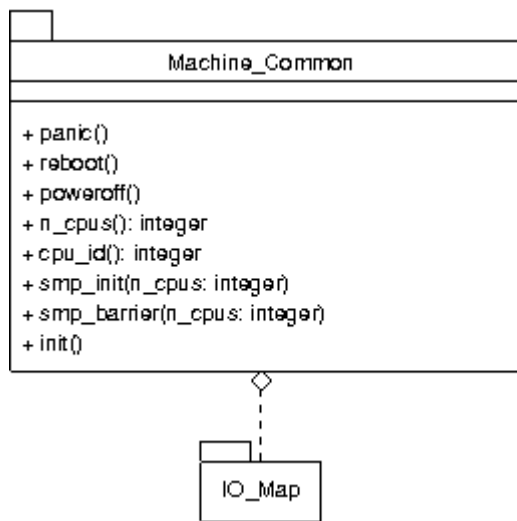 Machine_Common
+ panic()
+ reboot()
+ poweroff()
+ n_cpus(): integer
+ cpu_id(): integer
+ smp_init(n_cpus: integer)
+ smp_barrier(n_cpus: integer)
+ init()
IO_Map